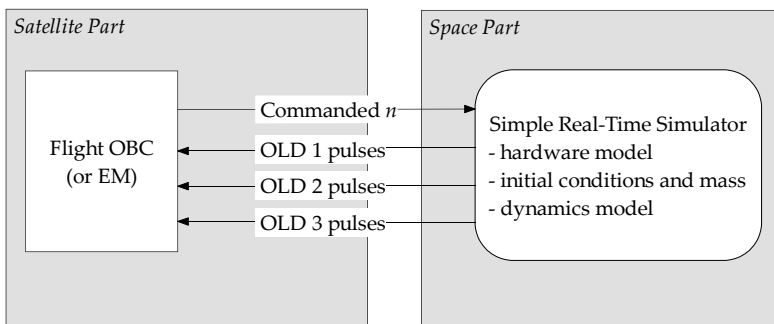 Satellite Part
Space Part
Flight OBC
(or EM)
Commanded n
OLD 1 pulses
OLD 2 pulses
OLD 3 pulses
Simple Real-Time Simulator
- hardware model
- initial conditions and mass
- dynamics model